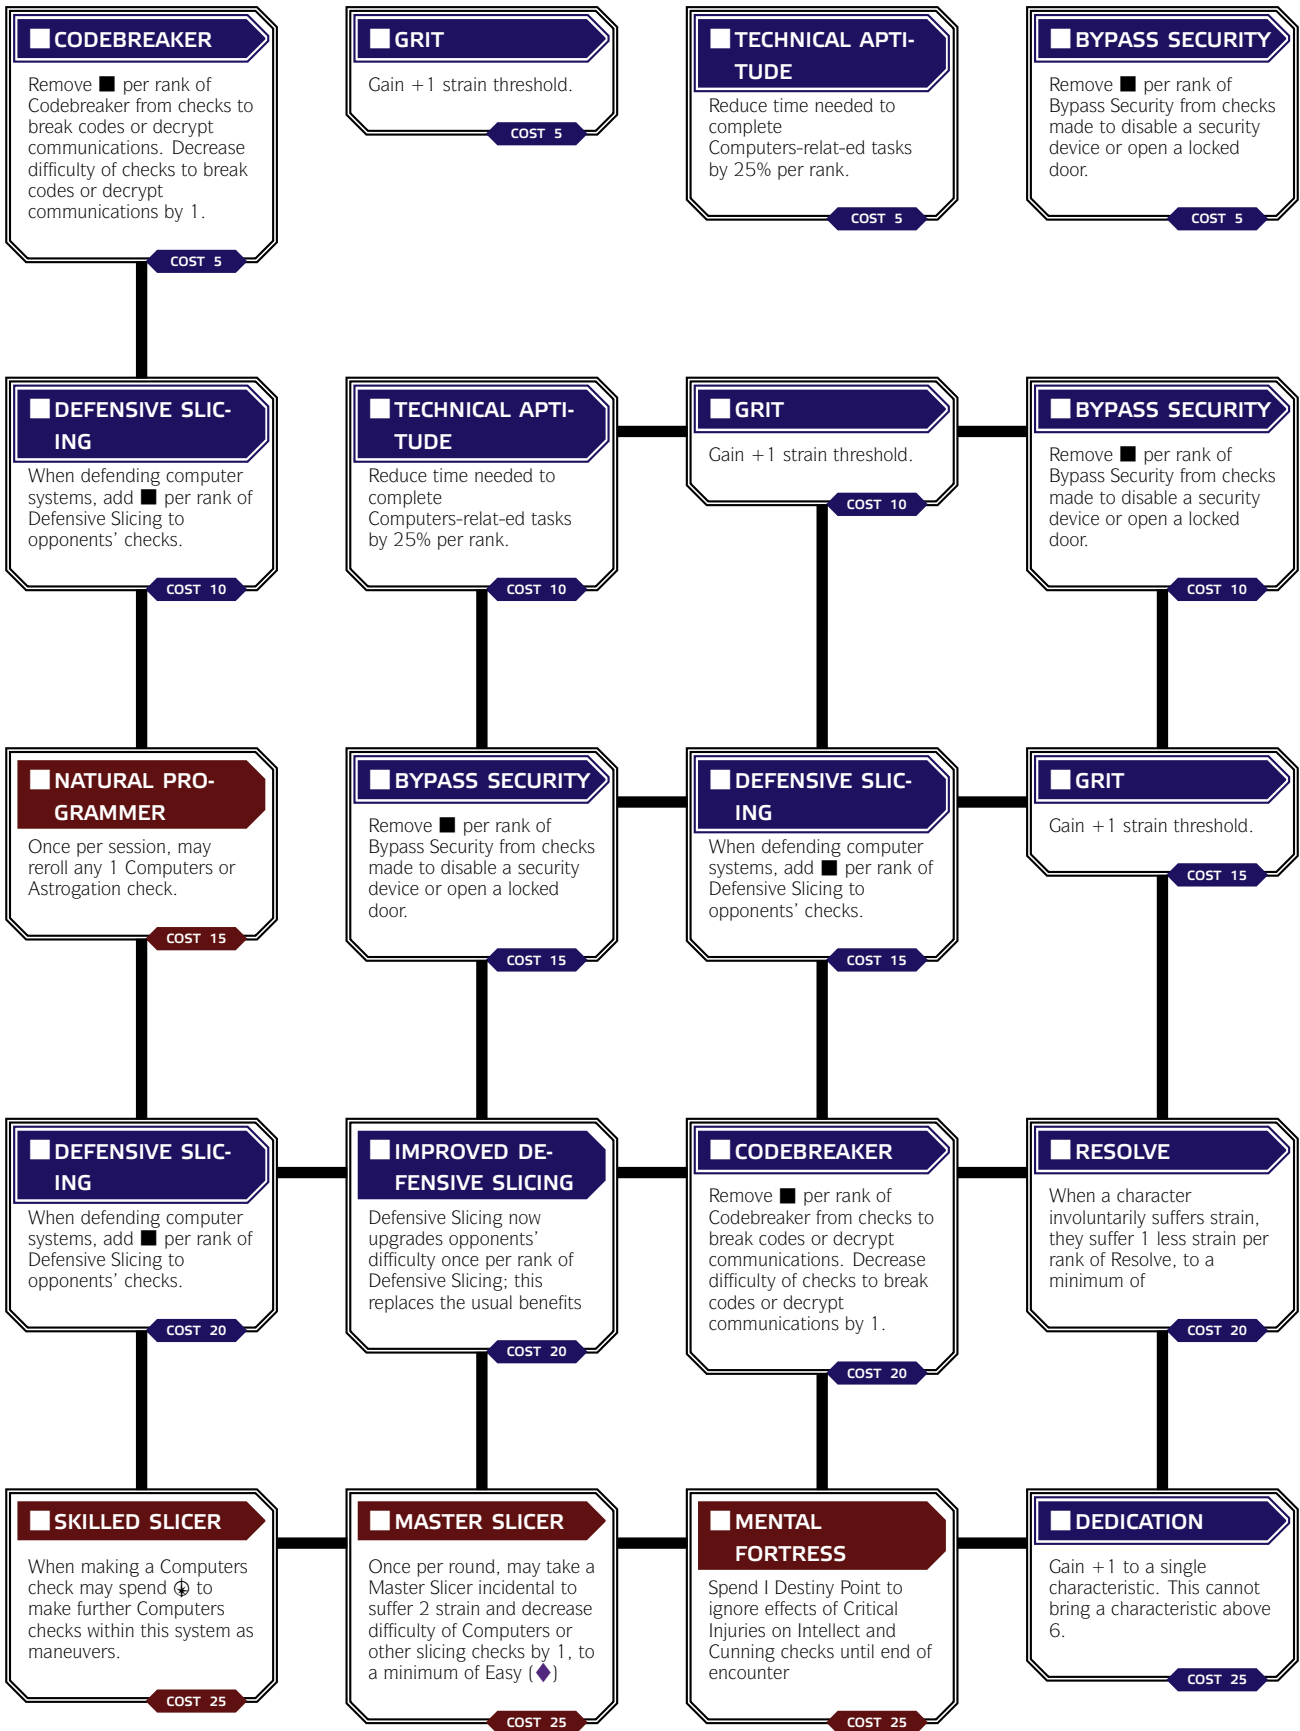 CODEBREAKER
Remove ■ per rank of
Codebreaker from checks to
break codes or decrypt
communications. Decrease
difficulty of checks to break
codes or decrypt
communications by 1.
COST 5
GRIT
Gain +1 strain threshold.
COST 5
TECHNICAL APTI-
TUDE
Reduce time needed to
complete
Computers-relat-ed tasks
by 25% per rank.
COST 5
BYPASS SECURITY
Remove ■ per rank of
Bypass Security from checks
made to disable a security
device or open a locked
door.
COST 5
DEFENSIVE SLIC-
ING
When defending computer
systems, add ■ per rank of
Defensive Slicing to
opponents' checks.
COST 10
TECHNICAL APTI-
TUDE
Reduce time needed to
complete
Computers-relat-ed tasks
by 25% per rank.
COST 10
GRIT
Gain +1 strain threshold.
COST 10
BYPASS SECURITY
Remove ■ per rank of
Bypass Security from checks
made to disable a security
device or open a locked
door.
COST 10
NATURAL PRO-
GRAMMER
Once per session, may
reroll any 1 Computers or
Astrogation check.
COST 15
BYPASS SECURITY
Remove ■ per rank of
Bypass Security from checks
made to disable a security
device or open a locked
door.
COST 15
DEFENSIVE SLIC-
ING
When defending computer
systems, add ■ per rank of
Defensive Slicing to
opponents' checks.
COST 15
GRIT
Gain +1 strain threshold.
COST 15
DEFENSIVE SLIC-
ING
When defending computer
systems, add ■ per rank of
Defensive Slicing to
opponents' checks.
COST 20
IMPROVED DE-
FENSIVE SLICING
Defensive Slicing now
upgrades opponents'
difficulty once per rank of
Defensive Slicing; this
replaces the usual benefits
COST 20
CODEBREAKER
Remove ■ per rank of
Codebreaker from checks to
break codes or decrypt
communications. Decrease
difficulty of checks to break
codes or decrypt
communications by 1.
COST 20
RESOLVE
When a character
involuntarily suffers strain,
they suffer 1 less strain per
rank of Resolve, to a
minimum of
COST 20
SKILLED SLICER
When making a Computers
check may spend to
make further Computers
checks within this system as
maneuvers.
COST 25
MASTER SLICER
Once per round, may take a
Master Slicer incidental to
suffer 2 strain and decrease
difficulty of Computers or
other slicing checks by 1, to
a minimum of Easy (♦)
COST 25
MENTAL
FORTRESS
Spend I Destiny Point to
ignore effects of Critical
Injuries on Intellect and
Cunning checks until end of
encounter
COST 25
DEDICATION
Gain +1 to a single
characteristic. This cannot
bring a characteristic above
6.
COST 25